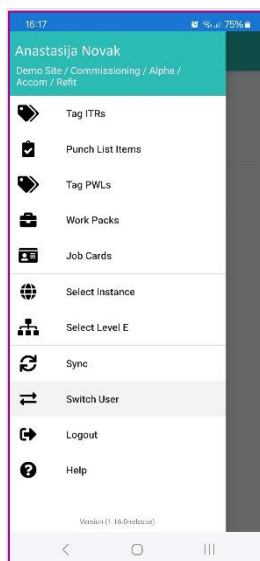 16:17
75%
Anastasija Novak
Demo Site / Commissioning / Alpha /
Accom / Refit
Tag ITRs
Punch List Items
Tag PWLs
Work Packs
Job Cards
Select Instance
Select Level E
Sync
Switch User
Logout
Help
Version (1.16.0-release)